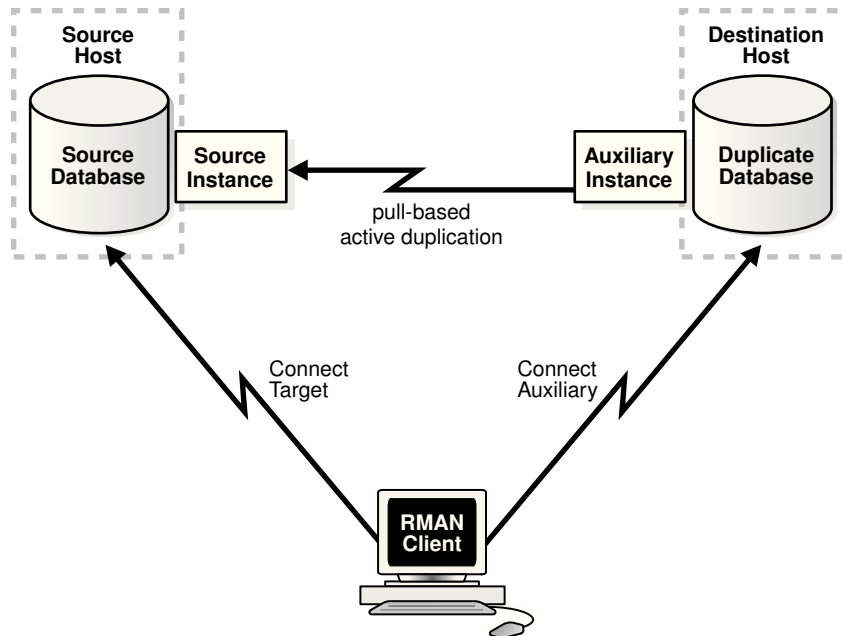 Source
Host
Destination
Host
Source
Database
Source
Instance
Auxiliary
Instance
Duplicate
Database
pull-based
active duplication
Connect
Target
Connect
Auxiliary
RMAN
Client